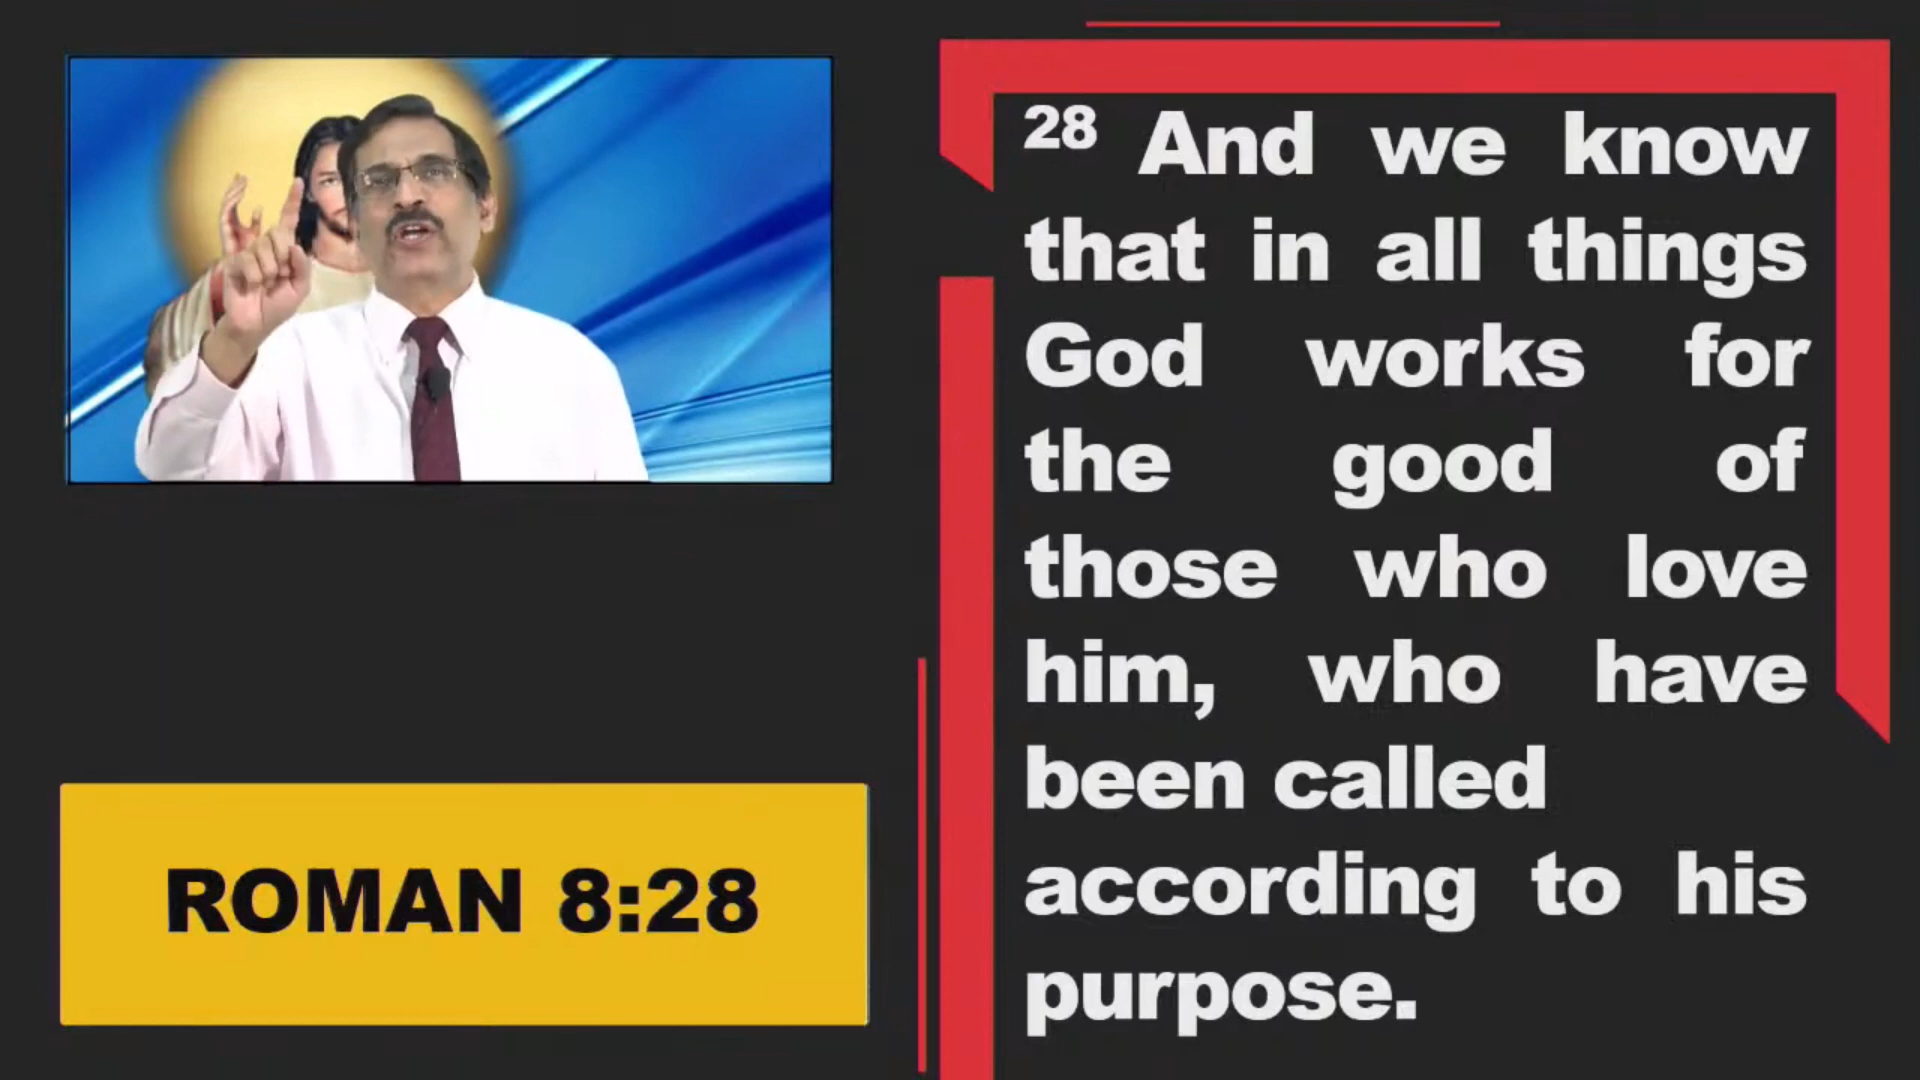 28 And we know
that in all things
God works for
the good of
those who love
him, who have
been called
according to his
purpose.
ROMAN 8:28